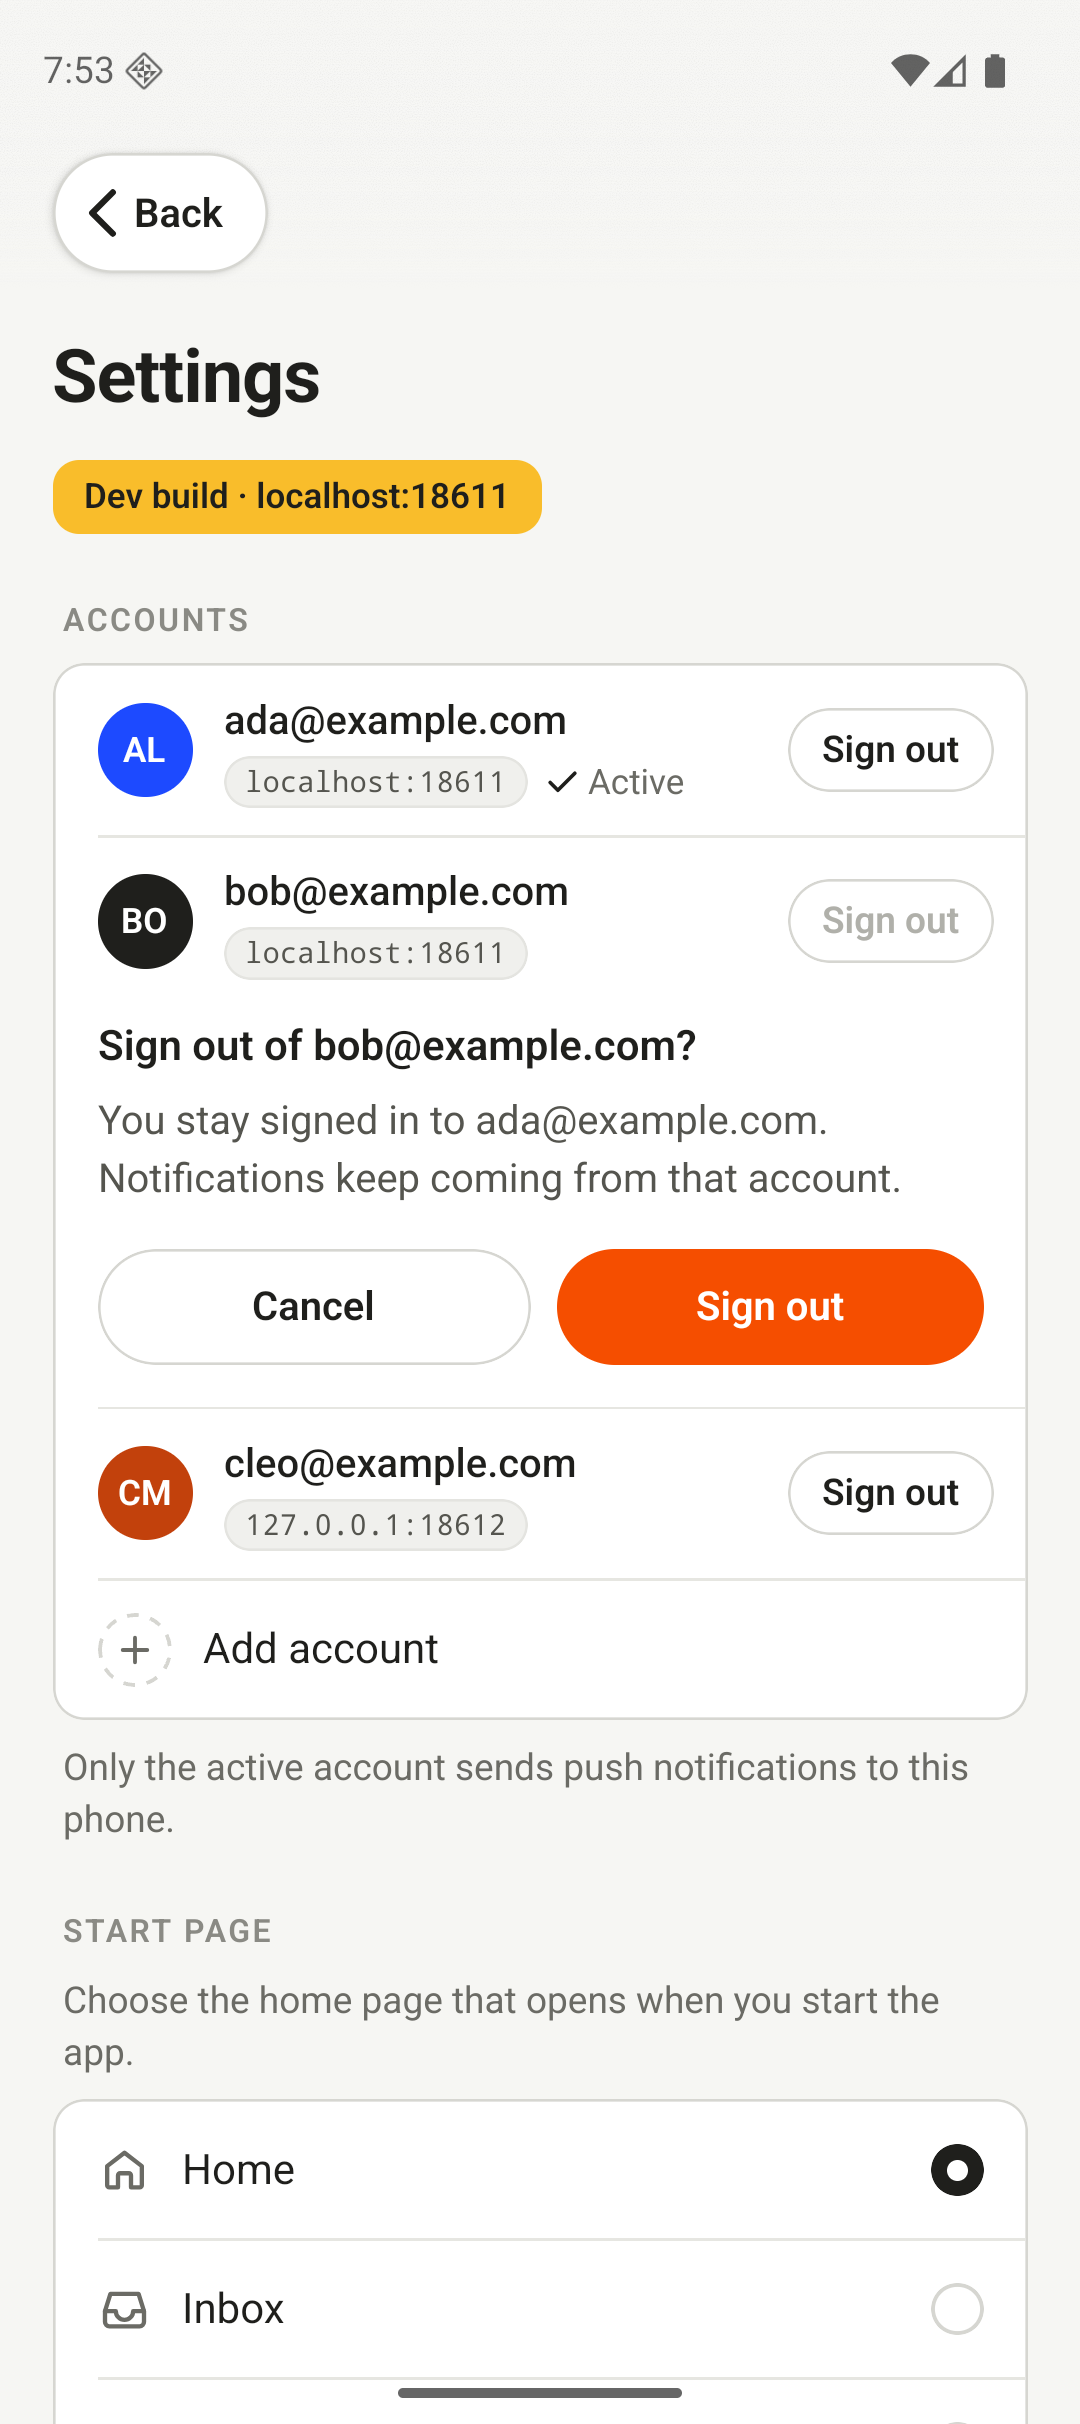 7:53
Back
Settings
Dev build · localhost:18611
ACCOUNTS
AL
ada@example.com
localhost:18611
Active
Sign out
BO
bob@example.com
localhost:18611
Sign out
Sign out of bob@example.com?
You stay signed in to ada@example.com.
Notifications keep coming from that account.
Cancel
Sign out
CM
cleo@example.com
127.0.0.1:18612
Sign out
Add account
Only the active account sends push notifications to this
phone.
START PAGE
Choose the home page that opens when you start the
app.
Home
Inbox